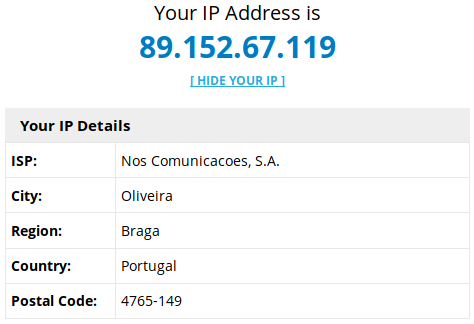 Your IP Address is
89.152.67.119
[ HIDE YOUR IP ]
Your IP Details
ISP: Nos Comunicacoes, S.A.
City: Oliveira
Region: Braga
Country: Portugal
Postal Code: 4765-149